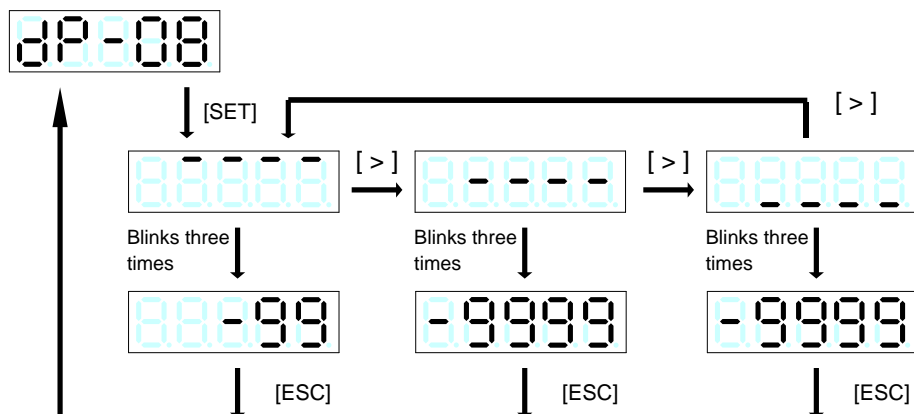 dP-08
[SET]
[ > ]
- - - -
[ > ]
- - - -
[ > ]
- - - -
Blinks three
times
Blinks three
times
Blinks three
times
-99
-9999
-9999
[ESC]
[ESC]
[ESC]